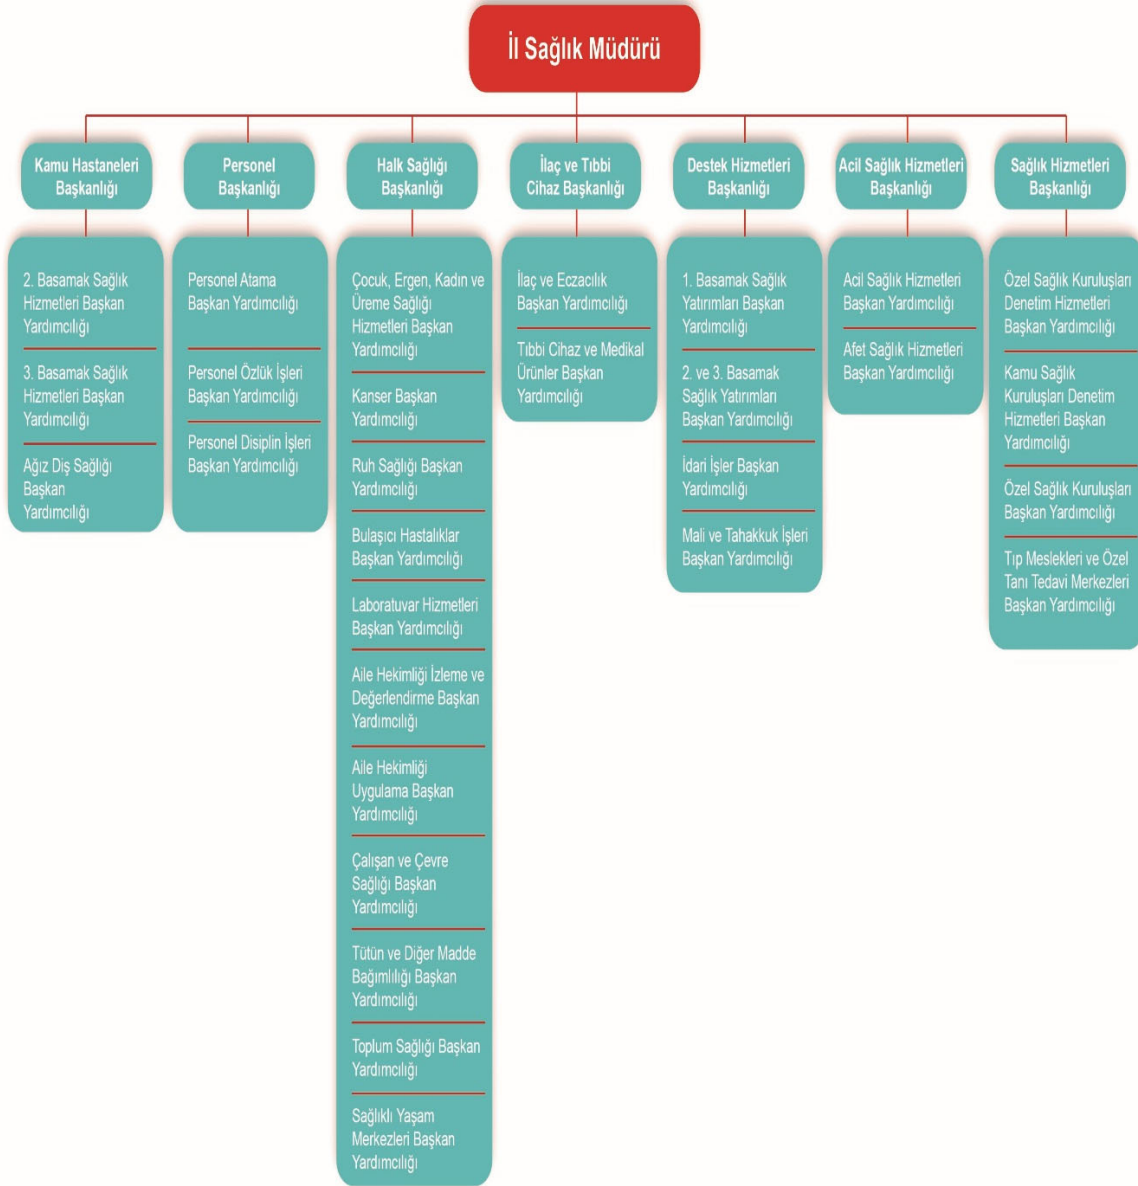 İl Sağlık Müdürü
Kamu Hastaneleri
Başkanlığı
Personel
Başkanlığı
Halk Sağlığı
Başkanlığı
İlaç ve Tıbbi
Cihaz Başkanlığı
Destek Hizmetleri
Başkanlığı
Acil Sağlık Hizmetleri
Başkanlığı
Sağlık Hizmetleri
Başkanlığı
2. Basamak Sağlık
Hizmetleri Başkan
Yardımcılığı
3. Basamak Sağlık
Hizmetleri Başkan
Yardımcılığı
Ağız Diş Sağlığı
Başkan
Yardımcılığı
Personel Atama
Başkan Yardımcılığı
Personel Özlük İşleri
Başkan Yardımcılığı
Personel Disiplin İşleri
Başkan Yardımcılığı
Çocuk, Ergen, Kadın ve
Üreme Sağlığı
Hizmetleri Başkan
Yardımcılığı
Kanser Başkan
Yardımcılığı
Ruh Sağlığı Başkan
Yardımcılığı
Bulaşıcı Hastalıklar
Başkan Yardımcılığı
Laboratuvar Hizmetleri
Başkan Yardımcılığı
Aile Hekimliği İzleme ve
Değerlendirme Başkan
Yardımcılığı
Aile Hekimliği
Uygulama Başkan
Yardımcılığı
Çalışan ve Çevre
Sağlığı Başkan
Yardımcılığı
Tütün ve Diğer Madde
Bağımlılığı Başkan
Yardımcılığı
Toplum Sağlığı Başkan
Yardımcılığı
Sağlıklı Yaşam
Merkezleri Başkan
Yardımcılığı
İlaç ve Eczacılık
Başkan Yardımcılığı
Tıbbi Cihaz ve Medikal
Ürünler Başkan
Yardımcılığı
1. Basamak Sağlık
Yatırımları Başkan
Yardımcılığı
2. ve 3. Basamak
Sağlık Yatırımları
Başkan Yardımcılığı
İdari İşler Başkan
Yardımcılığı
Mali ve Tahakkuk İşleri
Başkan Yardımcılığı
Acil Sağlık Hizmetleri
Başkan Yardımcılığı
Afet Sağlık Hizmetleri
Başkan Yardımcılığı
Özel Sağlık Kuruluşları
Denetim Hizmetleri
Başkan Yardımcılığı
Kamu Sağlık
Kuruluşları Denetim
Hizmetleri Başkan
Yardımcılığı
Özel Sağlık Kuruluşları
Başkan Yardımcılığı
Tıp Meslekleri ve Özel
Tanı Tedavi Merkezleri
Başkan Yardımcılığı